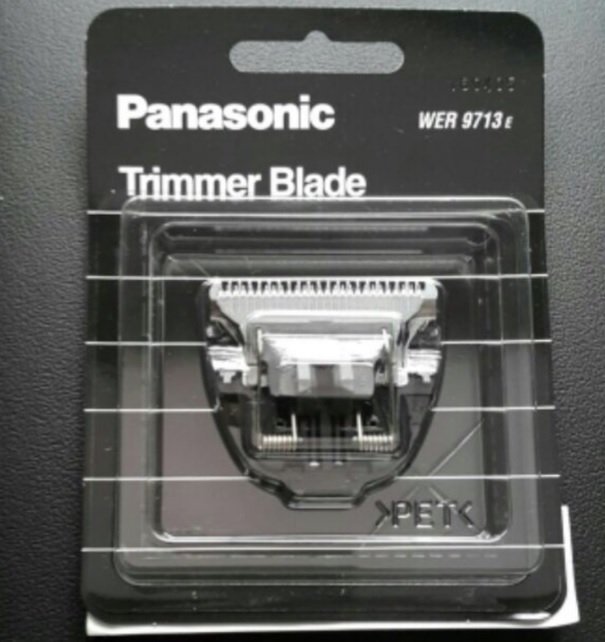 Panasonic
WER 9713 E
Trimmer Blade
>PET<